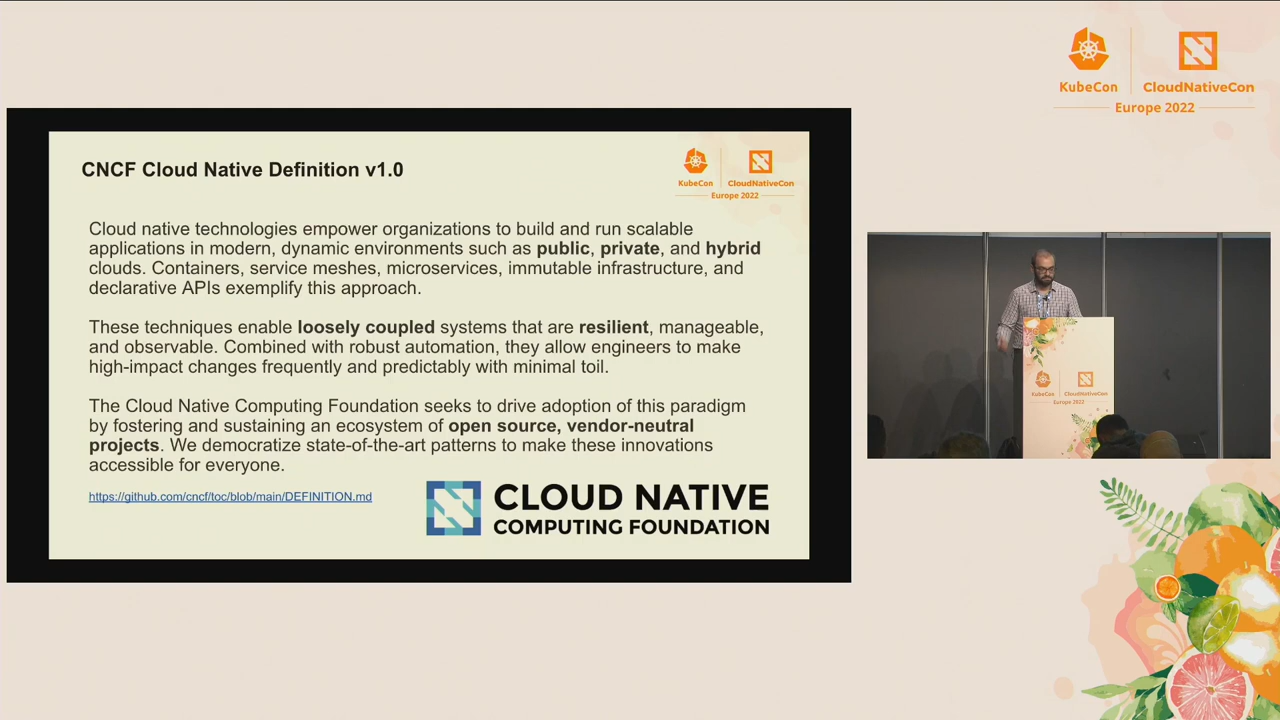 KubeCon
CloudNativeCon
Europe 2022
CNCF Cloud Native Definition v1.0
KubeCon
CloudNativeCon
Europe 2022
Cloud native technologies empower organizations to build and run scalable
applications in modern, dynamic environments such as public, private, and hybrid
clouds. Containers, service meshes, microservices, immutable infrastructure, and
declarative APIs exemplify this approach.
These techniques enable loosely coupled systems that are resilient, manageable,
and observable. Combined with robust automation, they allow engineers to make
high-impact changes frequently and predictably with minimal toil.
The Cloud Native Computing Foundation seeks to drive adoption of this paradigm
by fostering and sustaining an ecosystem of open source, vendor-neutral
projects. We democratize state-of-the-art patterns to make these innovations
accessible for everyone.
https://github.com/cncf/toc/blob/main/DEFINITION.md
CLOUD NATIVE
COMPUTING FOUNDATION
KubeCon
CloudNativeCon
Europe 2022